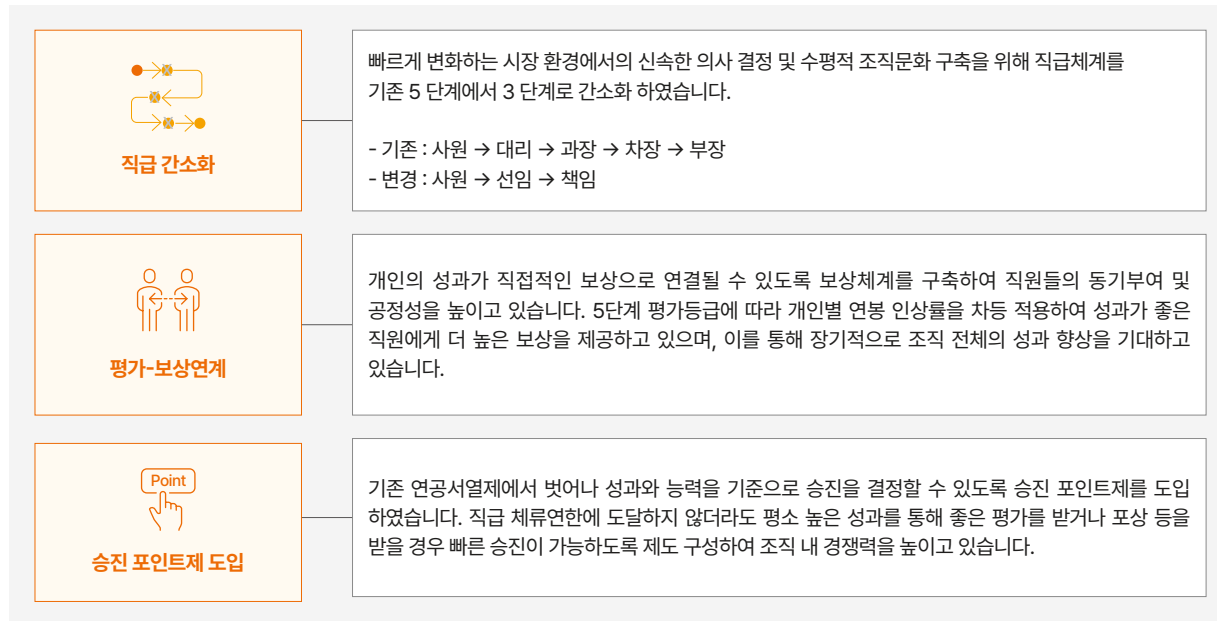 직급 간소화
빠르게 변화하는 시장 환경에서의 신속한 의사 결정 및 수평적 조직문화 구축을 위해 직급체계를
기존 5 단계에서 3 단계로 간소화 하였습니다.
- 기존 : 사원 → 대리 → 과장 → 차장 → 부장
- 변경 : 사원 → 선임 → 책임
평가-보상연계
개인의 성과가 직접적인 보상으로 연결될 수 있도록 보상체계를 구축하여 직원들의 동기부여 및
공정성을 높이고 있습니다. 5단계 평가등급에 따라 개인별 연봉 인상률을 차등 적용하여 성과가 좋은
직원에게 더 높은 보상을 제공하고 있으며, 이를 통해 장기적으로 조직 전체의 성과 향상을 기대하고
있습니다.
Point
승진 포인트제 도입
기존 연공서열제에서 벗어나 성과와 능력을 기준으로 승진을 결정할 수 있도록 승진 포인트제를 도입
하였습니다. 직급 체류연한에 도달하지 않더라도 평소 높은 성과를 통해 좋은 평가를 받거나 포상 등을
받을 경우 빠른 승진이 가능하도록 제도 구성하여 조직 내 경쟁력을 높이고 있습니다.